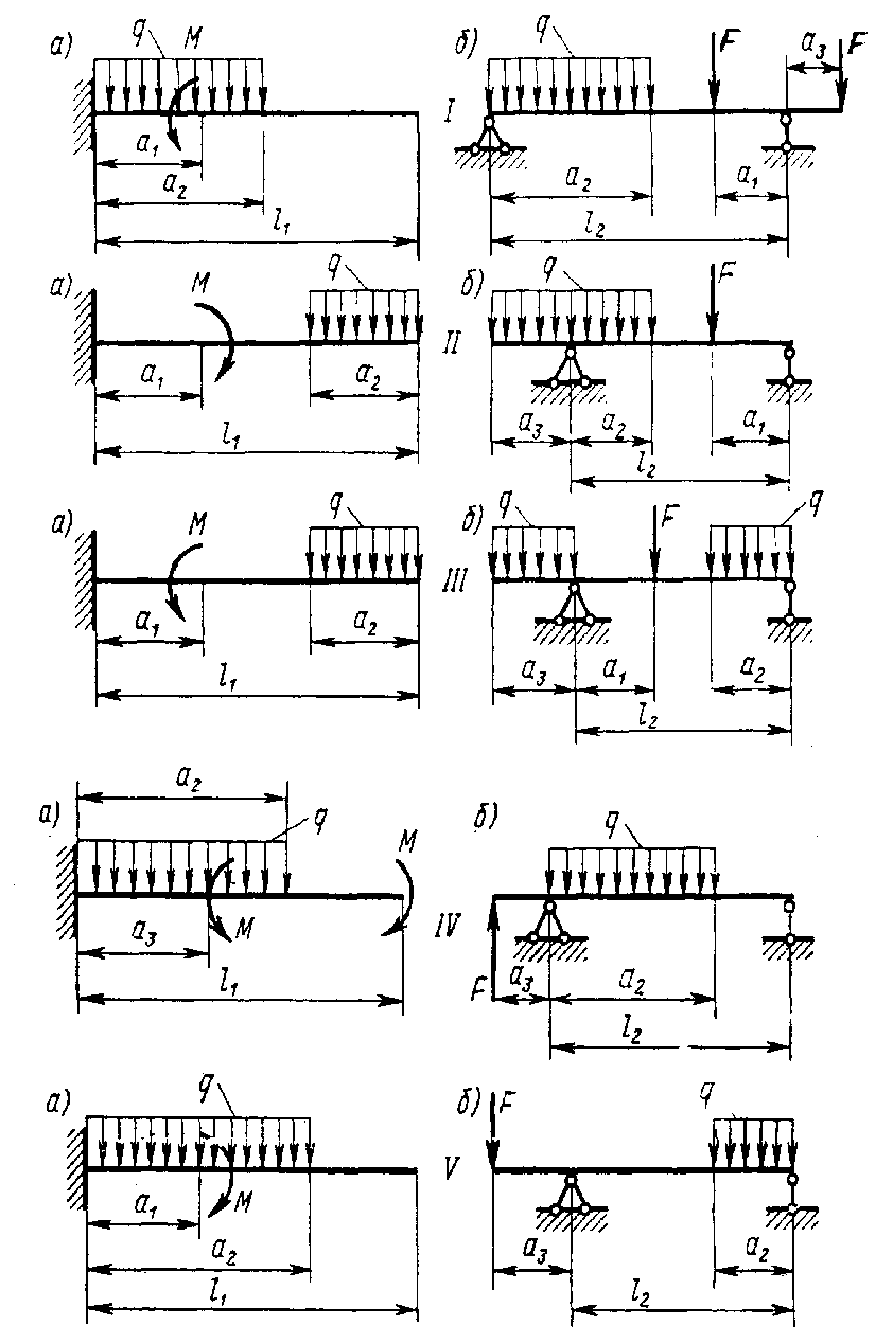 а) q M б) q F a₃ F
I
a₁ a₂ a₁
a₂ l₂
l₁
а) M q б) q F
II
a₁ a₂ a₃ a₂ a₁
l₁ l₂
а) M q б) q F q
III
a₁ a₂ a₃ a₁ a₂
l₁ l₂
a₂
а) q M б) q
M IV
a₃ F a₃ a₂
l₁ l₂
а) q б) F q
M V
a₁
a₂ a₃ a₂
l₁ l₂